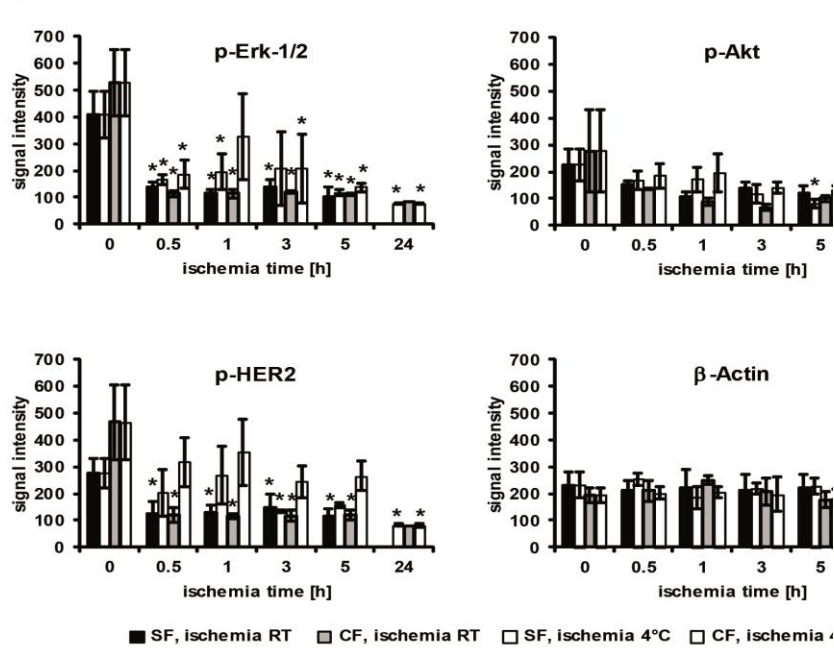 p-Erk-1/2
signal intensity
700
600
500
400
300
200
100
0
* * * *
* * *
* * *
* * * *
* *
0 0.5 1 3 5 24
ischemia time [h]
p-Akt
signal intensity
700
600
500
400
300
200
100
0
*
0 0.5 1 3 5
ischemia time [h]
p-HER2
signal intensity
700
600
500
400
300
200
100
0
* *
* *
* * *
* *
* *
0 0.5 1 3 5 24
ischemia time [h]
β-Actin
signal intensity
700
600
500
400
300
200
100
0
0 0.5 1 3 5
ischemia time [h]
SF, ischemia RT CF, ischemia RT SF, ischemia 4°C CF, ischemia 4